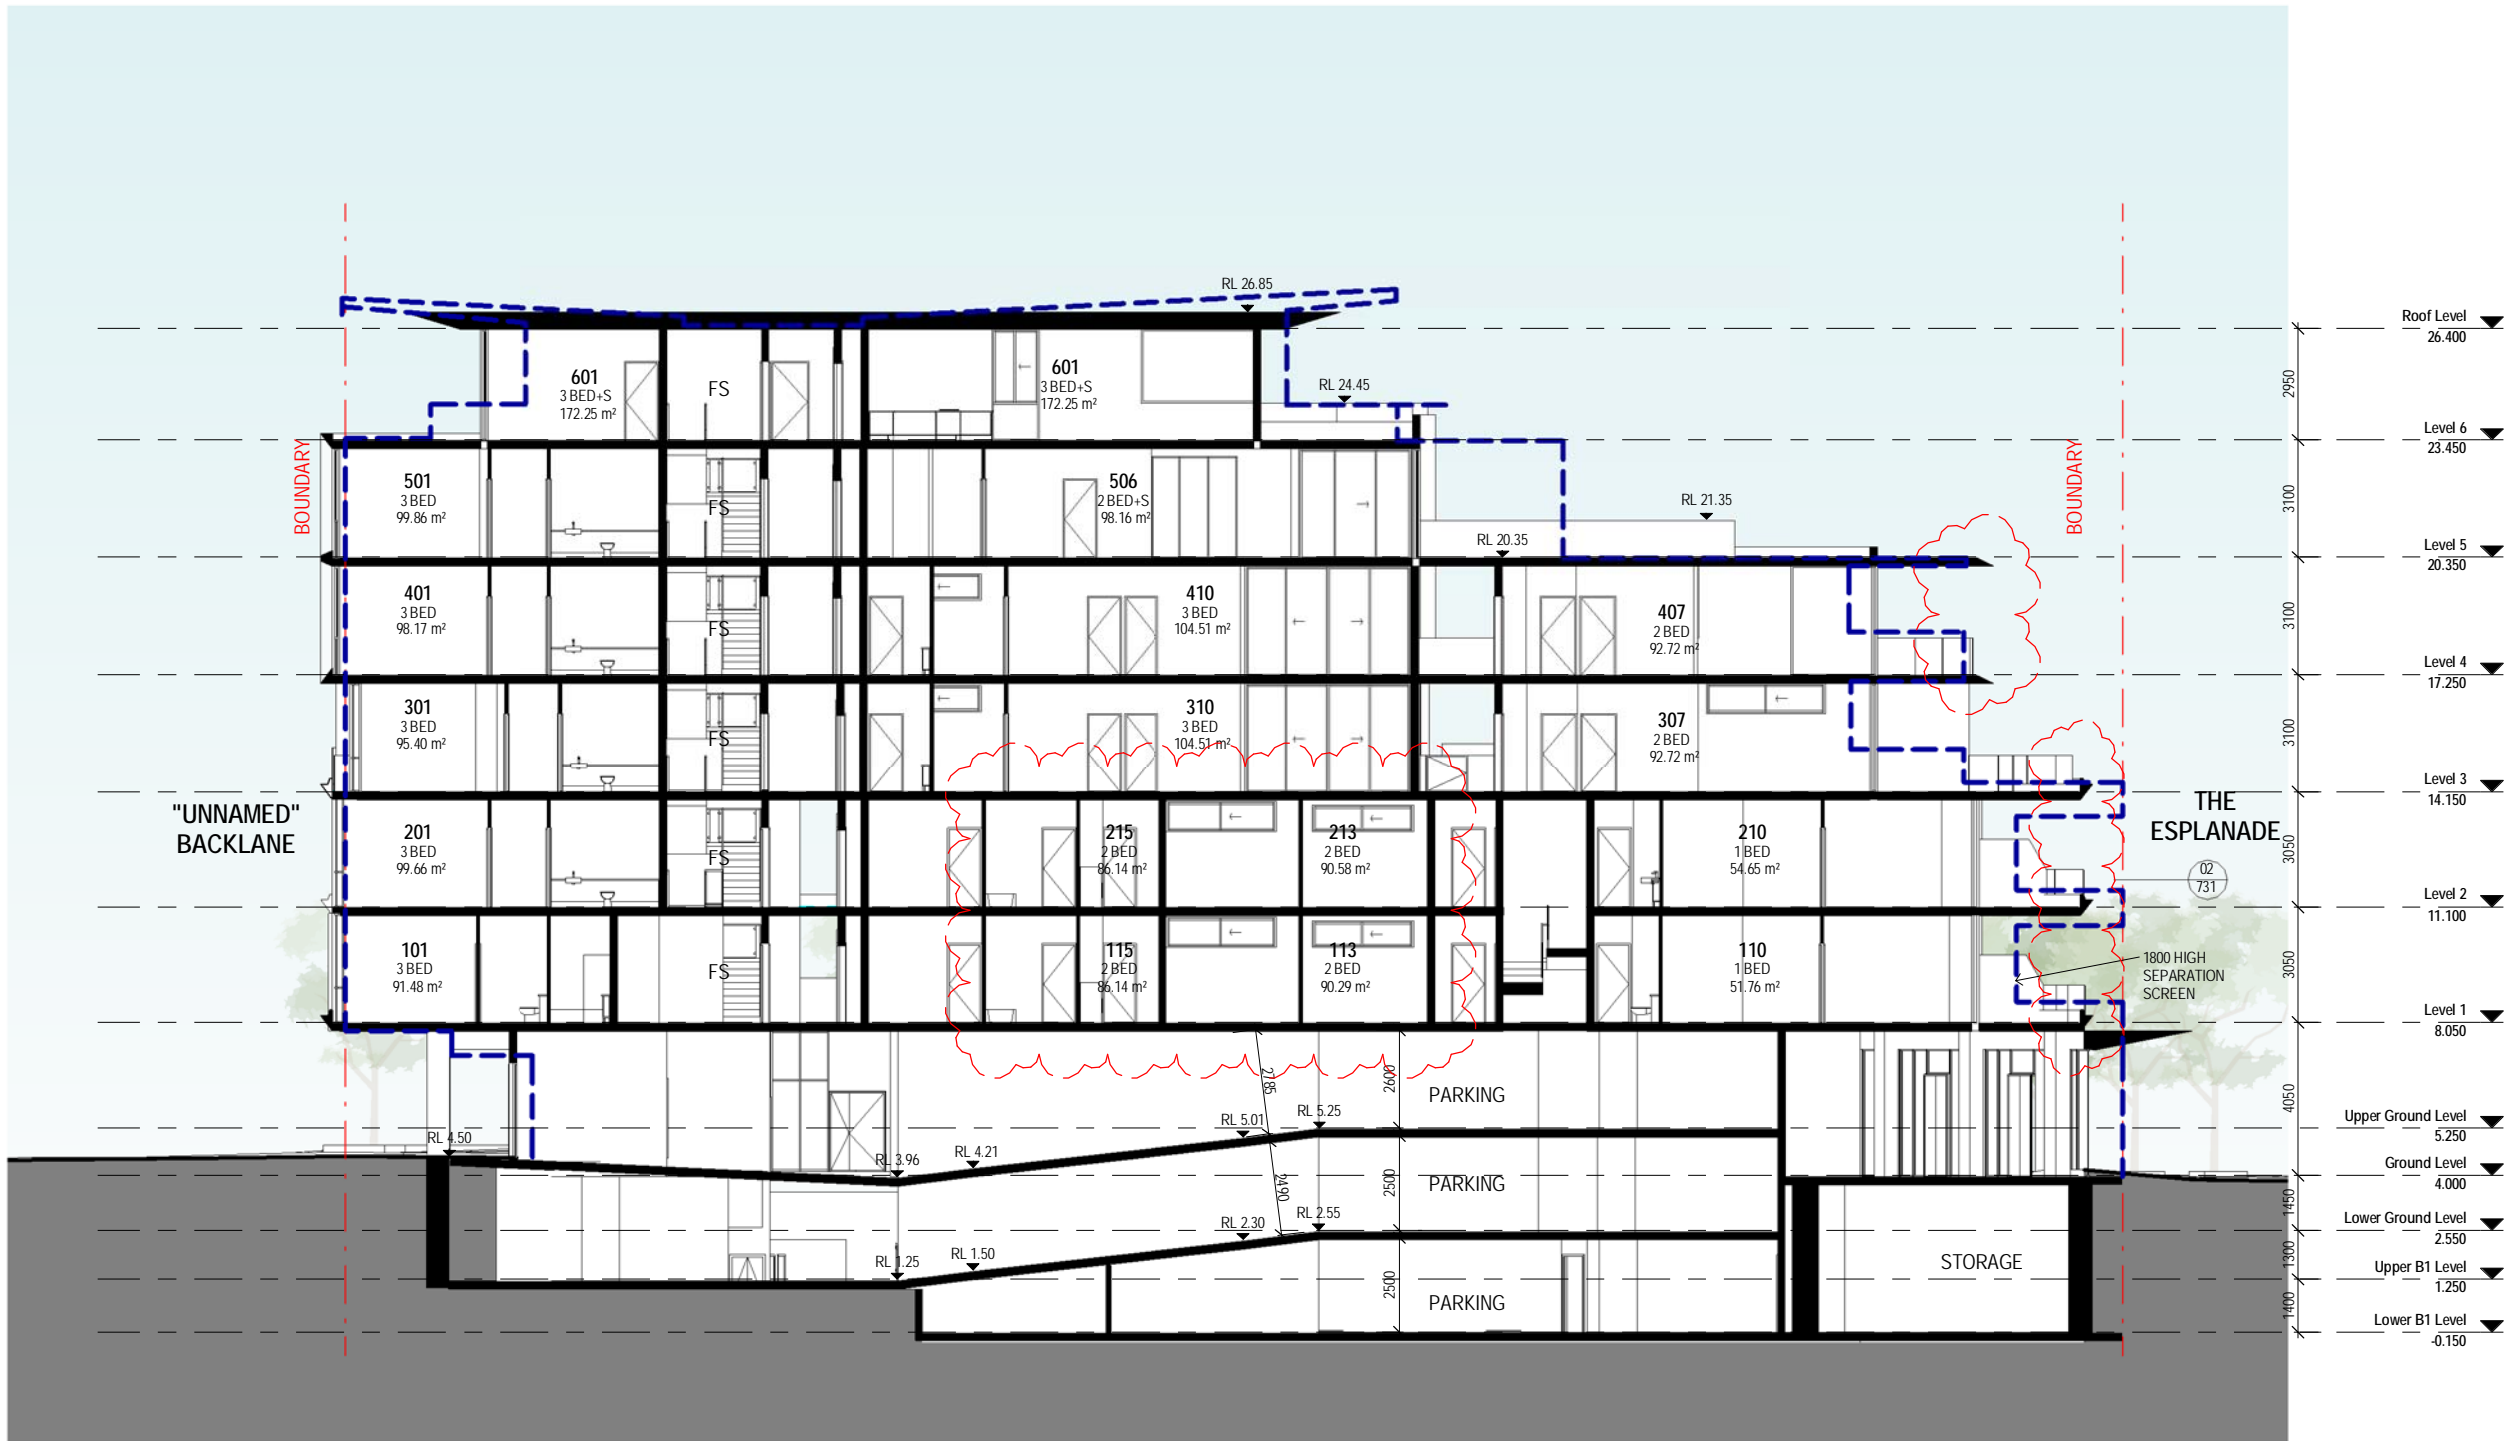 RL 26.85
Roof Level
26.400
601
3 BED+S
172.25 m²
FS
601
3 BED+S
172.25 m²
RL 24.45
2950
Level 6
23.450
BOUNDARY
501
3 BED
99.86 m²
FS
506
2 BED+S
98.16 m²
RL 21.35
RL 20.35
BOUNDARY
3100
Level 5
20.350
401
3 BED
98.17 m²
FS
410
3 BED
104.51 m²
407
2 BED
92.72 m²
3100
Level 4
17.250
301
3 BED
95.40 m²
FS
310
3 BED
104.51 m²
307
2 BED
92.72 m²
3100
Level 3
14.150
"UNNAMED"
BACKLANE
201
3 BED
99.66 m²
FS
215
2 BED
86.14 m²
213
2 BED
90.58 m²
210
1 BED
54.65 m²
THE
ESPLANADE
02
731
3050
Level 2
11.100
101
3 BED
91.48 m²
FS
115
2 BED
86.14 m²
113
2 BED
90.29 m²
110
1 BED
51.76 m²
1800 HIGH
SEPARATION
SCREEN
3050
Level 1
8.050
2785
2600
PARKING
4050
RL 4.50
RL 3.96
RL 4.21
RL 5.01
RL 5.25
Upper Ground Level
5.250
2490
2500
PARKING
Ground Level
4.000
1450
RL 1.25
RL 1.50
RL 2.30
RL 2.55
Lower Ground Level
2.550
1300
STORAGE
Upper B1 Level
1.250
2500
PARKING
1400
Lower B1 Level
-0.150